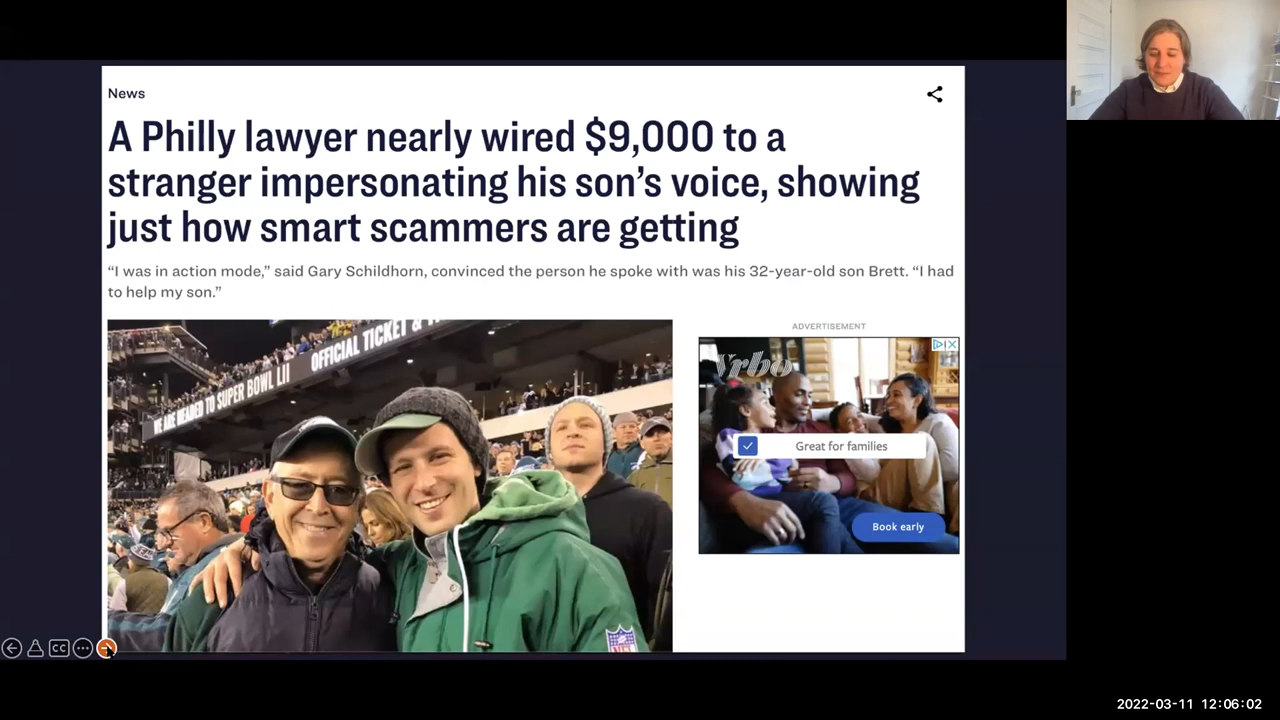 News
A Philly lawyer nearly wired $9,000 to a
stranger impersonating his son’s voice, showing
just how smart scammers are getting
“I was in action mode,” said Gary Schildhorn, convinced the person he spoke with was his 32-year-old son Brett. “I had
to help my son.”
WE ARE HEADED TO SUPER BOWL LII
OFFICIAL TICKET &
NFL
ADVERTISEMENT
Vrbo
Great for families
Book early
CC
2022-03-11 12:06:02